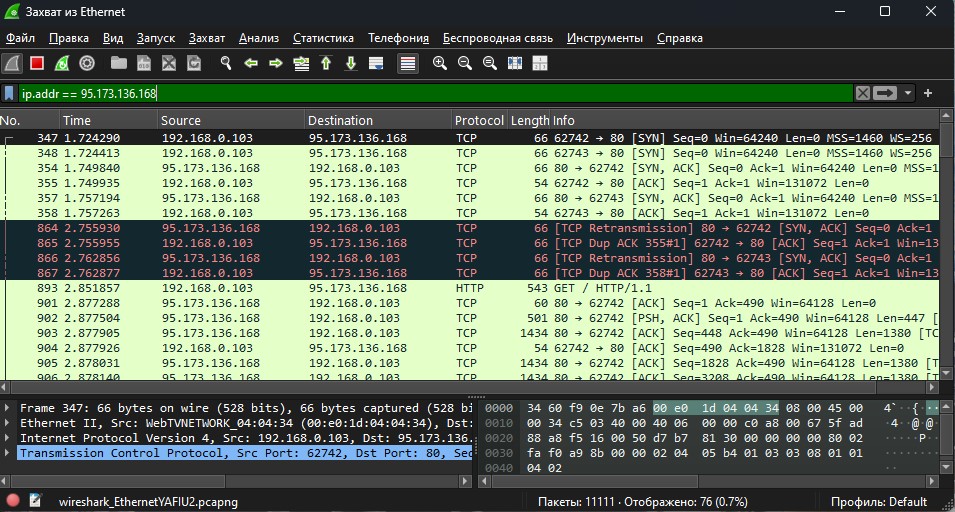 Захват из Ethernet
Файл Правка Вид Запуск Захват Анализ Статистика Телефония Беспроводная связь Инструменты Справка
ip.addr == 95.173.136.168
No. Time Source Destination Protocol Length Info
347 1.724290 192.168.0.103 95.173.136.168 TCP 66 62742 → 80 [SYN] Seq=0 Win=64240 Len=0 MSS=1460 WS=256
348 1.724413 192.168.0.103 95.173.136.168 TCP 66 62743 → 80 [SYN] Seq=0 Win=64240 Len=0 MSS=1460 WS=256
354 1.749840 95.173.136.168 192.168.0.103 TCP 66 80 → 62742 [SYN, ACK] Seq=0 Ack=1 Win=64240 Len=0 MSS=1
355 1.749935 192.168.0.103 95.173.136.168 TCP 54 62742 → 80 [ACK] Seq=1 Ack=1 Win=131072 Len=0
357 1.757194 95.173.136.168 192.168.0.103 TCP 66 80 → 62743 [SYN, ACK] Seq=0 Ack=1 Win=64240 Len=0 MSS=1
358 1.757263 192.168.0.103 95.173.136.168 TCP 54 62743 → 80 [ACK] Seq=1 Ack=1 Win=131072 Len=0
864 2.755930 95.173.136.168 192.168.0.103 TCP 66 [TCP Retransmission] 80 → 62742 [SYN, ACK] Seq=0 Ack=1
865 2.755955 192.168.0.103 95.173.136.168 TCP 66 [TCP Dup ACK 355#1] 62742 → 80 [ACK] Seq=1 Ack=1 Win=13
866 2.762856 95.173.136.168 192.168.0.103 TCP 66 [TCP Retransmission] 80 → 62743 [SYN, ACK] Seq=0 Ack=1
867 2.762877 192.168.0.103 95.173.136.168 TCP 66 [TCP Dup ACK 358#1] 62743 → 80 [ACK] Seq=1 Ack=1 Win=13
893 2.851857 192.168.0.103 95.173.136.168 HTTP 543 GET / HTTP/1.1
901 2.877288 95.173.136.168 192.168.0.103 TCP 60 80 → 62742 [ACK] Seq=1 Ack=490 Win=64128 Len=0
902 2.877504 95.173.136.168 192.168.0.103 TCP 501 80 → 62742 [PSH, ACK] Seq=1 Ack=490 Win=64128 Len=447 [
903 2.877905 95.173.136.168 192.168.0.103 TCP 1434 80 → 62742 [ACK] Seq=448 Ack=490 Win=64128 Len=1380 [TC
904 2.877926 192.168.0.103 95.173.136.168 TCP 54 62742 → 80 [ACK] Seq=490 Ack=1828 Win=131072 Len=0
905 2.878031 95.173.136.168 192.168.0.103 TCP 1434 80 → 62742 [ACK] Seq=1828 Ack=490 Win=64128 Len=1380 [T
906 2.878140 95.173.136.168 192.168.0.103 TCP 1434 80 → 62742 [ACK] Seq=3208 Ack=490 Win=64128 Len=1380 [T
Frame 347: 66 bytes on wire (528 bits), 66 bytes captured (528 bi
Ethernet II, Src: WebTVNETWORK_04:04:34 (00:e0:1d:04:04:34), Dst:
Internet Protocol Version 4, Src: 192.168.0.103, Dst: 95.173.136.
Transmission Control Protocol, Src Port: 62742, Dst Port: 80, Sec
0000 34 60 f9 0e 7b a6 00 e0 1d 04 04 34 08 00 45 00 4`··{···
0010 00 34 c5 03 40 00 40 06 00 00 c0 a8 00 67 5f ad ·4··@·@·
0020 88 a8 f5 16 00 50 d7 b7 81 30 00 00 00 00 80 02 ·····P··
0030 fa f0 a9 8b 00 00 02 04 05 b4 01 03 03 08 01 01 ········
0040 04 02 ··
wireshark_EthernetYAFIU2.pcapng Пакеты: 11111 · Отображено: 76 (0.7%) Профиль: Default